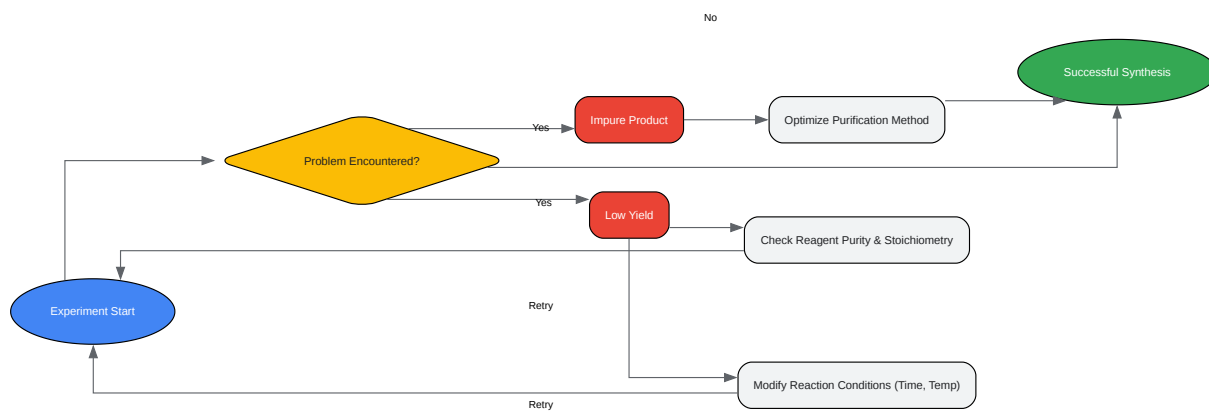 No
Successful Synthesis
Impure Product
Optimize Purification Method
Yes
Problem Encountered?
Yes
Low Yield
Check Reagent Purity & Stoichiometry
Experiment Start
Retry
Modify Reaction Conditions (Time, Temp)
Retry